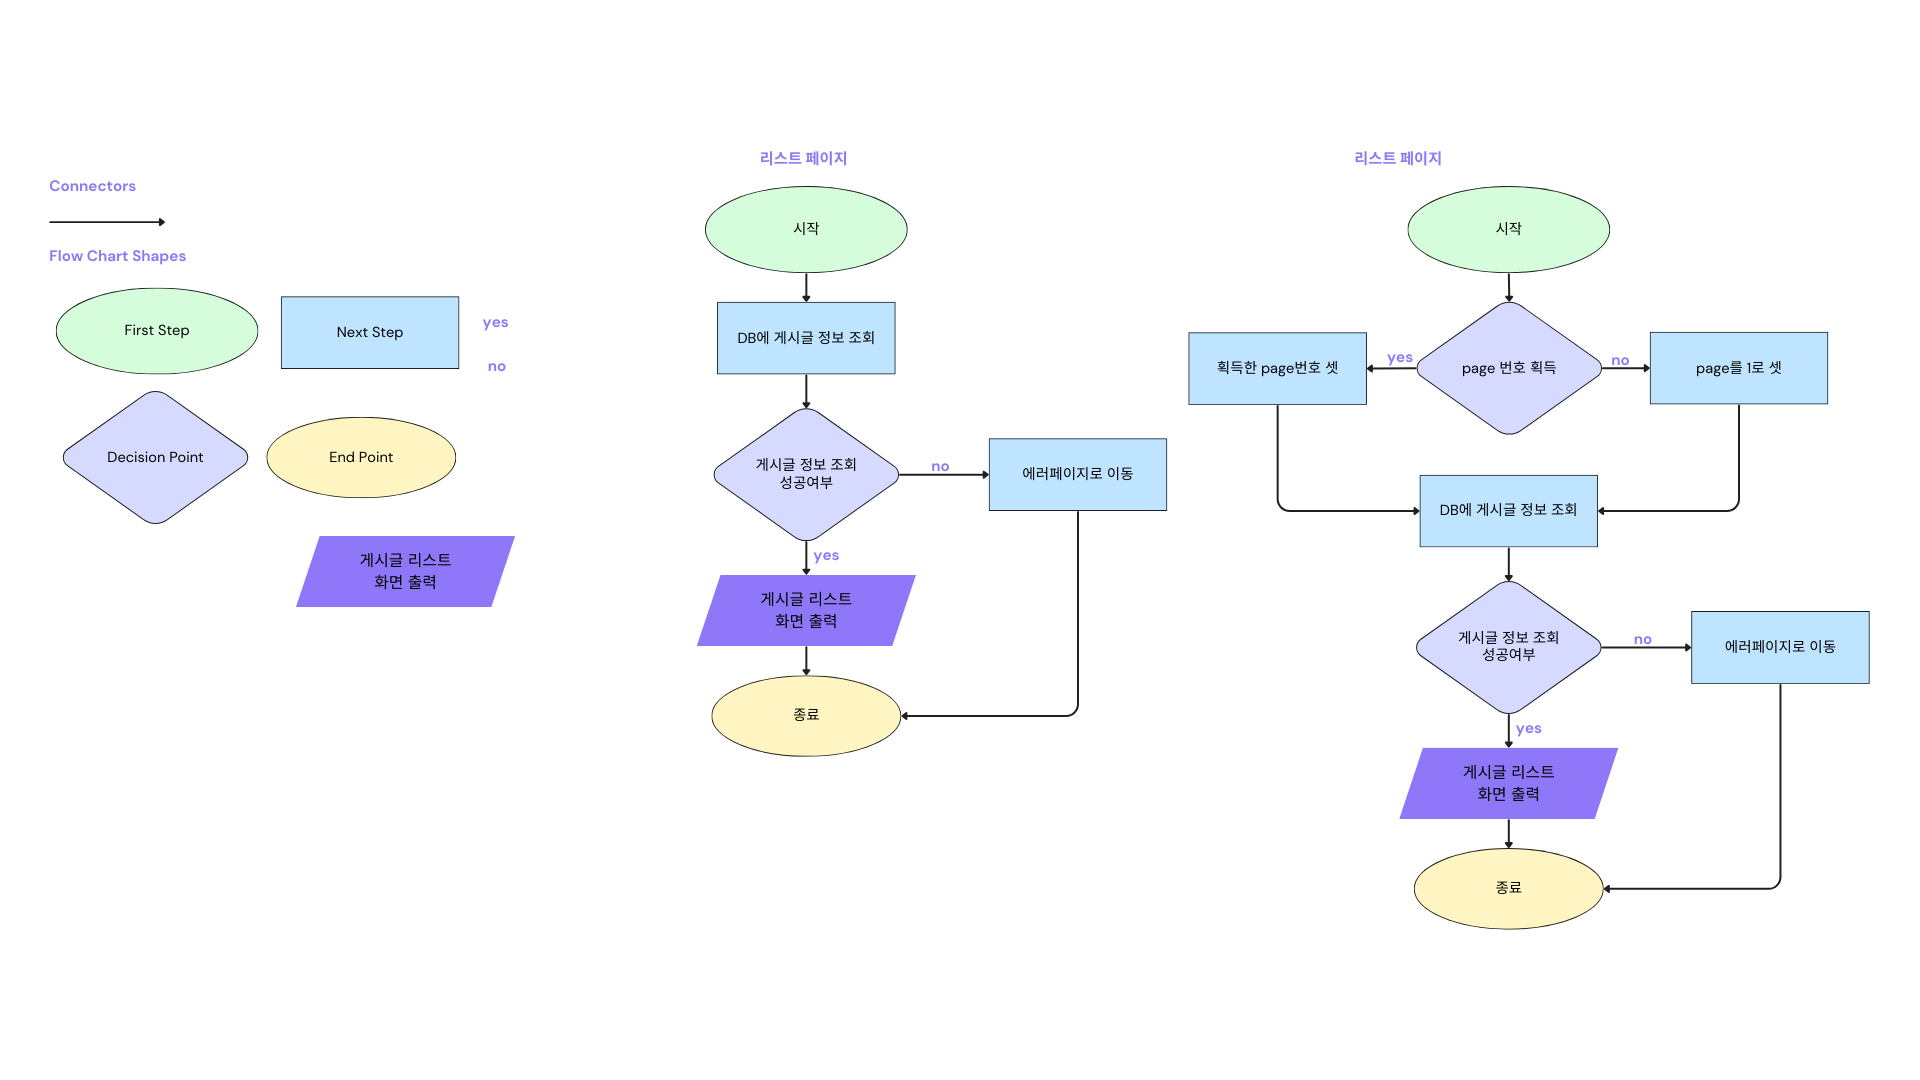 Connectors
Flow Chart Shapes
First Step
Next Step
yes
no
Decision Point
End Point
게시글 리스트
화면 출력
리스트 페이지
시작
DB에 게시글 정보 조회
게시글 정보 조회
성공여부
no
에러페이지로 이동
yes
게시글 리스트
화면 출력
종료
리스트 페이지
시작
획득한 page번호 셋
yes
page 번호 획득
no
page를 1로 셋
DB에 게시글 정보 조회
게시글 정보 조회
성공여부
no
에러페이지로 이동
yes
게시글 리스트
화면 출력
종료